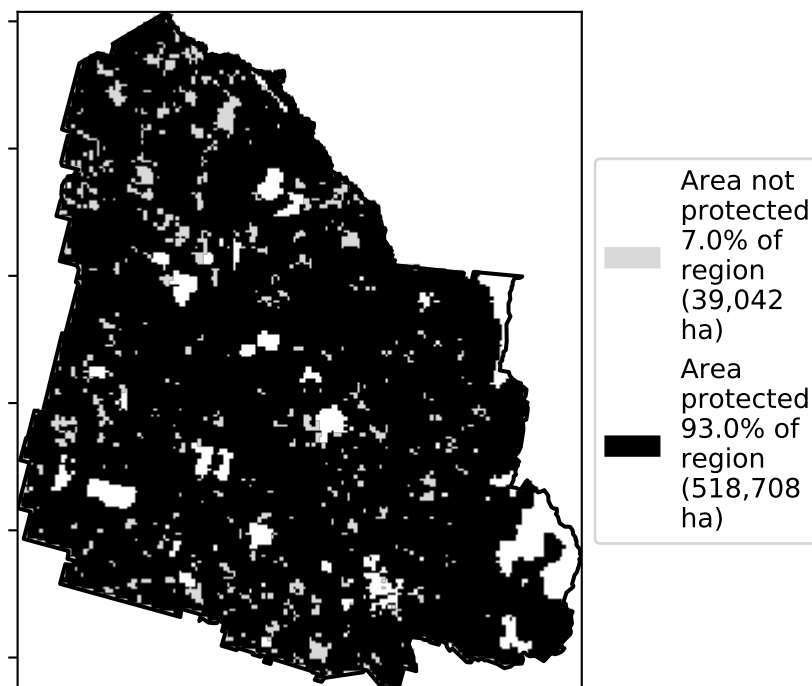 Area not
protected
7.0% of
region
(39,042
ha)
Area
protected
93.0% of
region
(518,708
ha)